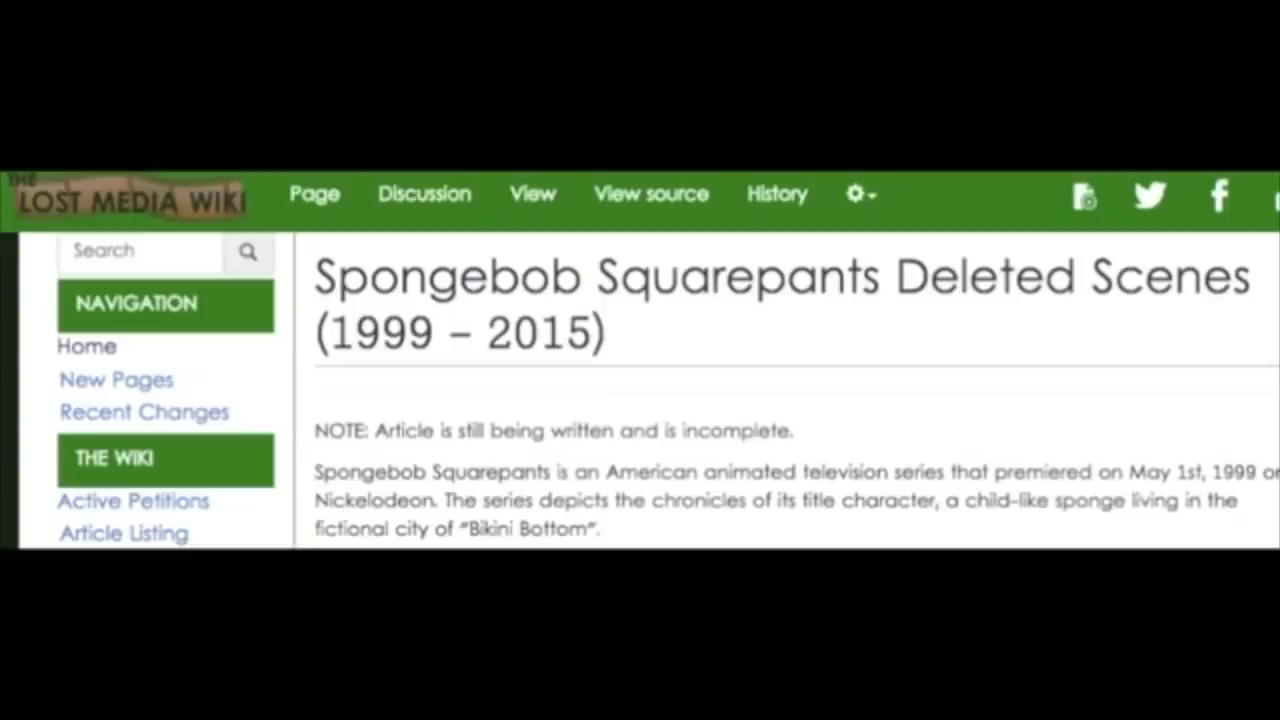 THE
LOST MEDIA WIKI
Page Discussion View View source History
Search
NAVIGATION
Home
New Pages
Recent Changes
THE WIKI
Active Petitions
Article Listing
Spongebob Squarepants Deleted Scenes
(1999 – 2015)
NOTE: Article is still being written and is incomplete.
Spongebob Squarepants is an American animated television series that premiered on May 1st, 1999 on
Nickelodeon. The series depicts the chronicles of its title character, a child-like sponge living in the
fictional city of "Bikini Bottom".